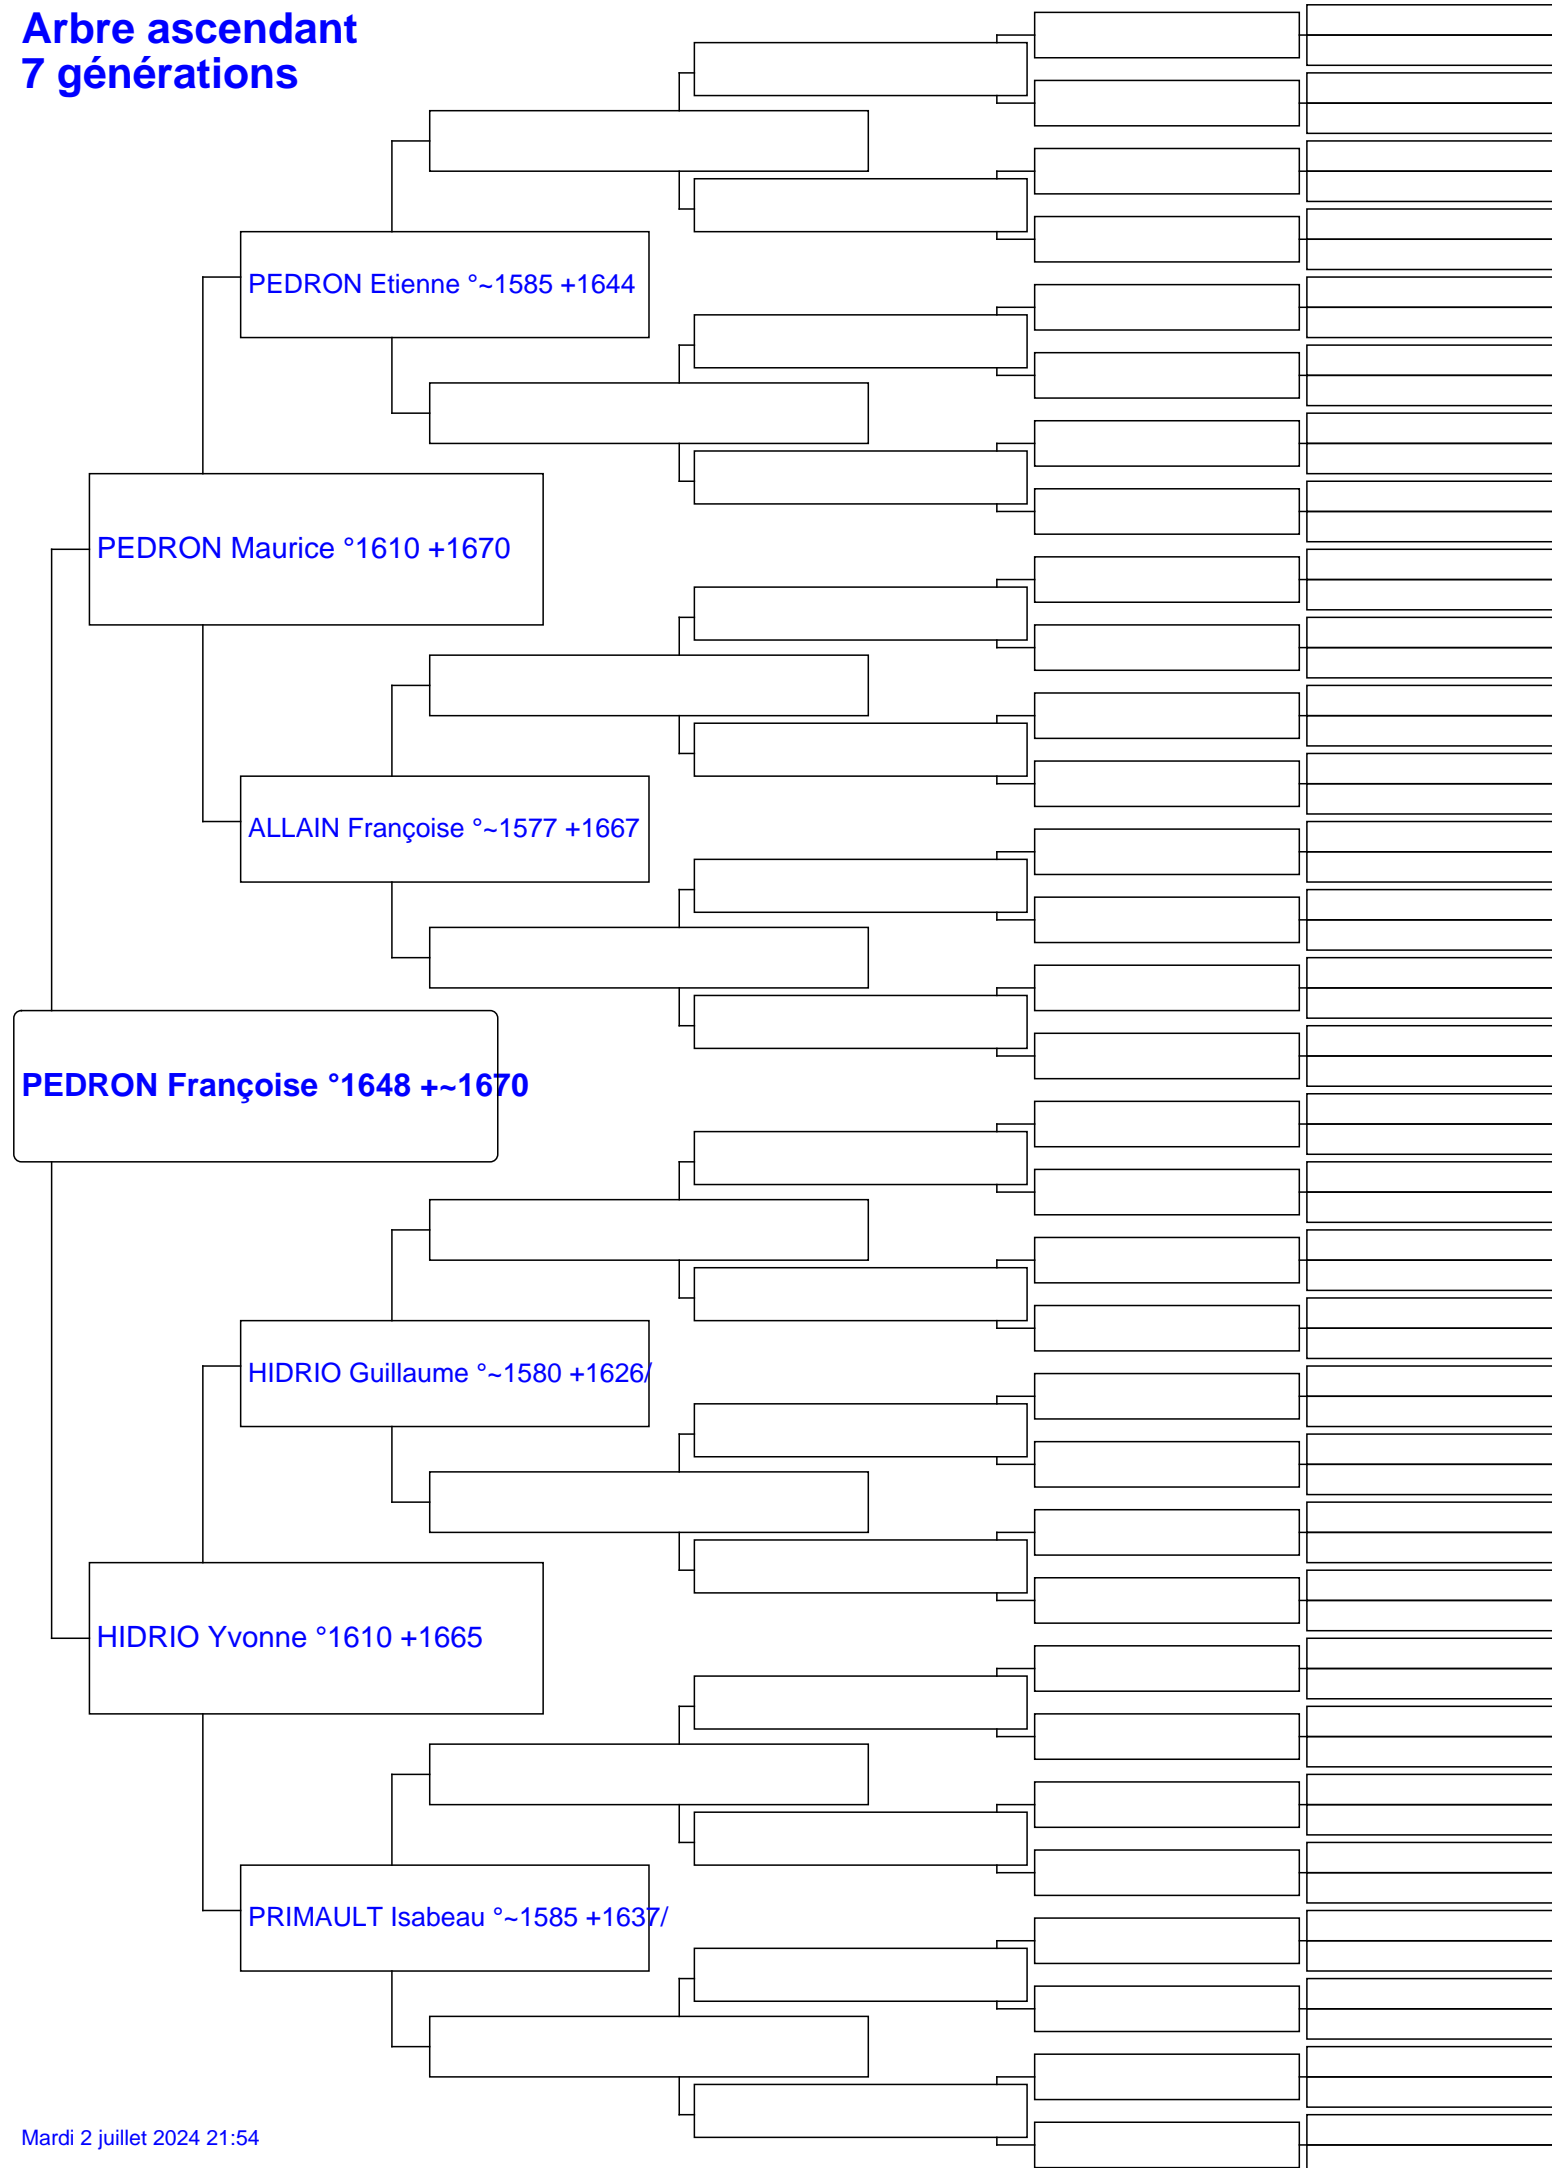 Arbre ascendant
7 générations
PEDRON Etienne °~1585 +1644
PEDRON Maurice °1610 +1670
ALLAIN Françoise °~1577 +1667
PEDRON Françoise °1648 +~1670
HIDRIO Guillaume °~1580 +1626/
HIDRIO Yvonne °1610 +1665
PRIMAULT Isabeau °~1585 +1637/
Mardi 2 juillet 2024 21:54